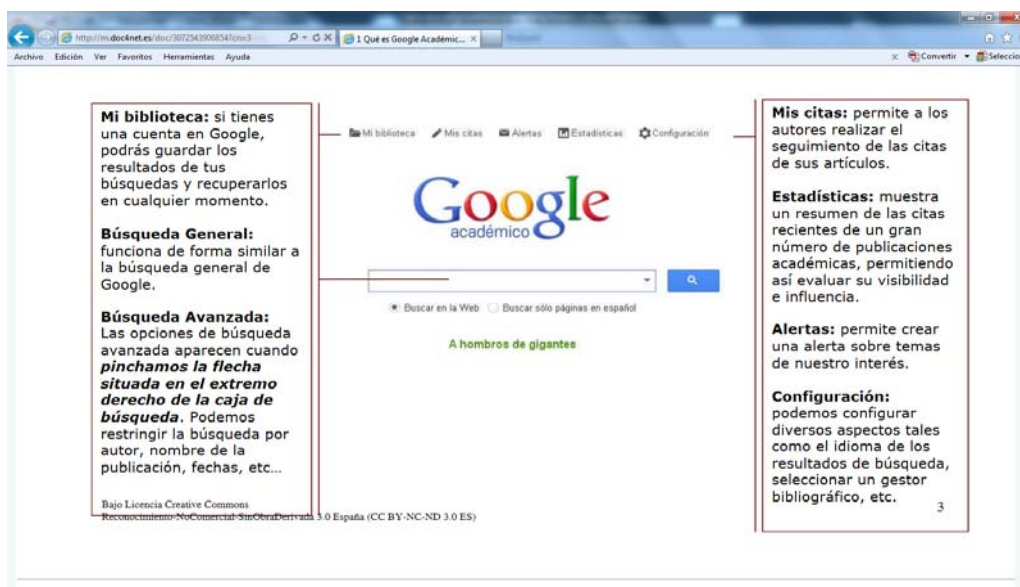 http://m.doc4net.es/doc/3072543906854?cn=3
1 Qué es Google Académic...
Archivo Edición Ver Favoritos Herramientas Ayuda
Convertir
Seleccio
Mi biblioteca: si tienes
una cuenta en Google,
podrás guardar los
resultados de tus
búsquedas y recuperarlos
en cualquier momento.
Búsqueda General:
funciona de forma similar a
la búsqueda general de
Google.
Búsqueda Avanzada:
Las opciones de búsqueda
avanzada aparecen cuando
pinchamos la flecha
situada en el extremo
derecho de la caja de
búsqueda. Podemos
restringir la búsqueda por
autor, nombre de la
publicación, fechas, etc...
Bajo Licencia Creative Commons
Reconocimiento-NoComercial-SinObraDerivada 3.0 España (CC BY-NC-ND 3.0 ES)
Mi biblioteca Mis citas Alertas Estadísticas Configuración
Google
académico
Buscar en la Web Buscar sólo páginas en español
A hombros de gigantes
Mis citas: permite a los
autores realizar el
seguimiento de las citas
de sus artículos.
Estadísticas: muestra
un resumen de las citas
recientes de un gran
número de publicaciones
académicas, permitiendo
así evaluar su visibilidad
e influencia.
Alertas: permite crear
una alerta sobre temas
de nuestro interés.
Configuración:
podemos configurar
diversos aspectos tales
como el idioma de los
resultados de búsqueda,
seleccionar un gestor
bibliográfico, etc.
3